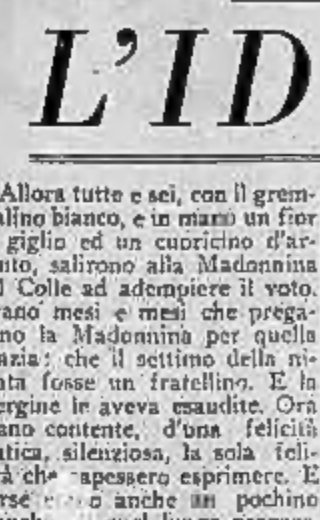 L'ID
Allora tutte e sei, con il grem-
alino bianco, e in mano un fior
giglio ed un cuoricino d'ar-
nto, salirono alla Madonnina
l Colle ad adempiere il voto.
rano mesi e mesi che prega-
no la Madonnina per quella
azia: che il settimo della ni-
ata fosse un fratellino. E la
ergine le aveva esaudite. Ora
ano contente, d'una felicità
atica, silenziosa, la sola feli-
à che sapessero esprimere. E
rse anche un pochino